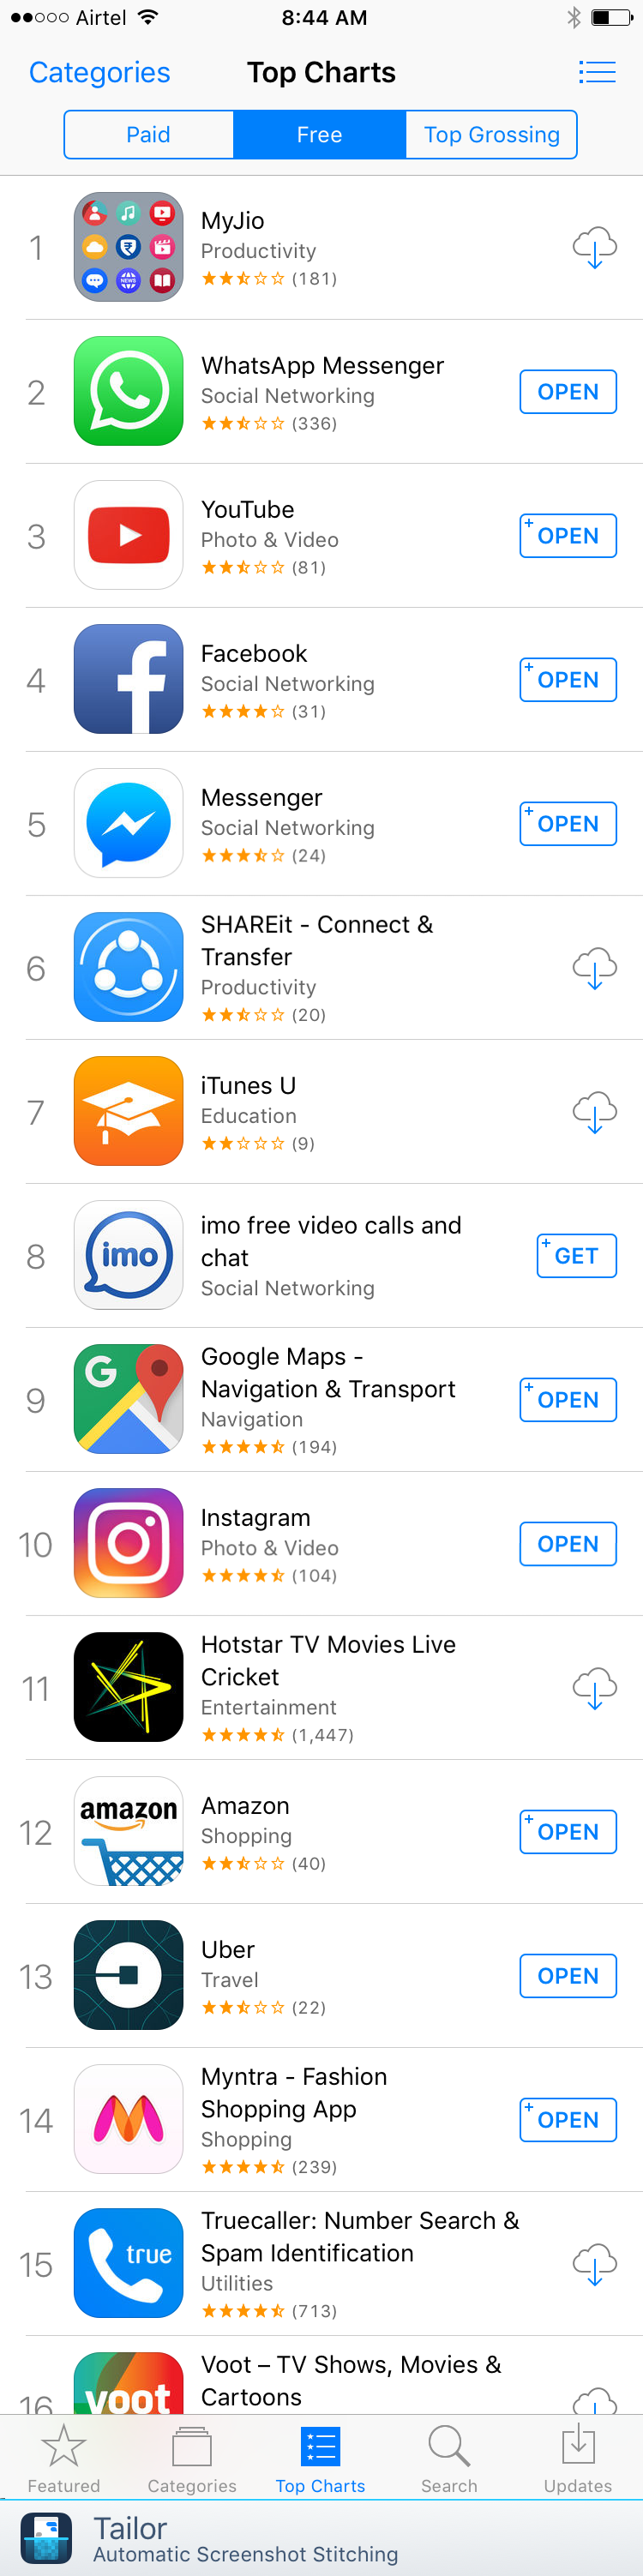 Airtel
8:44 AM
Categories
Top Charts
Paid
Free
Top Grossing
1
MyJio
Productivity
(181)
NEWS
2
WhatsApp Messenger
Social Networking
(336)
OPEN
3
YouTube
Photo & Video
(81)
+OPEN
4
Facebook
Social Networking
(31)
+OPEN
5
Messenger
Social Networking
(24)
+OPEN
6
SHAREit - Connect &
Transfer
Productivity
(20)
7
iTunes U
Education
(9)
8
imo
imo free video calls and
chat
Social Networking
+GET
9
G
Google Maps -
Navigation & Transport
Navigation
(194)
+OPEN
10
Instagram
Photo & Video
(104)
OPEN
11
Hotstar TV Movies Live
Cricket
Entertainment
(1,447)
12
amazon
Amazon
Shopping
(40)
+OPEN
13
Uber
Travel
(22)
OPEN
14
Myntra - Fashion
Shopping App
Shopping
(239)
+OPEN
15
true
Truecaller: Number Search &
Spam Identification
Utilities
(713)
16
voot
Voot – TV Shows, Movies &
Cartoons
Featured
Categories
Top Charts
Search
Updates
Tailor
Automatic Screenshot Stitching